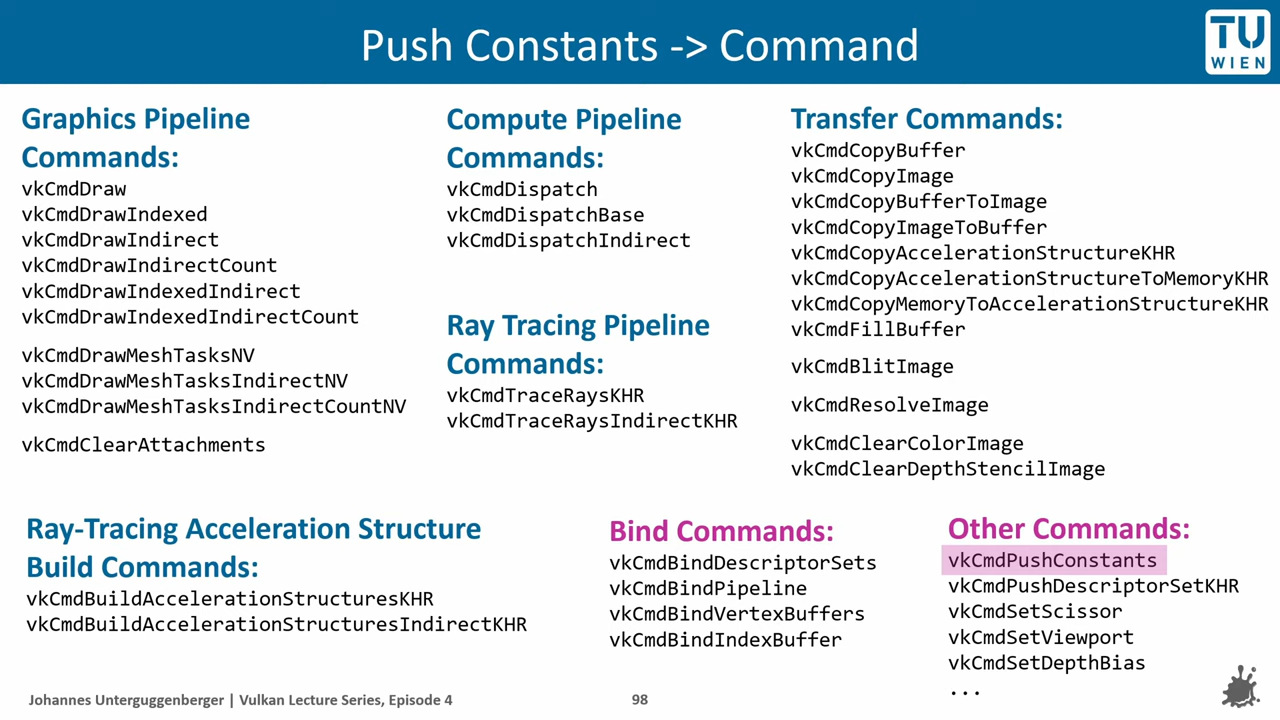 Push Constants -> Command
TU
WIEN
Graphics Pipeline
Commands:
vkCmdDraw
vkCmdDrawIndexed
vkCmdDrawIndirect
vkCmdDrawIndirectCount
vkCmdDrawIndexedIndirect
vkCmdDrawIndexedIndirectCount
vkCmdDrawMeshTasksNV
vkCmdDrawMeshTasksIndirectNV
vkCmdDrawMeshTasksIndirectCountNV
vkCmdClearAttachments
Compute Pipeline
Commands:
vkCmdDispatch
vkCmdDispatchBase
vkCmdDispatchIndirect
Ray Tracing Pipeline
Commands:
vkCmdTraceRaysKHR
vkCmdTraceRaysIndirectKHR
Transfer Commands:
vkCmdCopyBuffer
vkCmdCopyImage
vkCmdCopyBufferToImage
vkCmdCopyImageToBuffer
vkCmdCopyAccelerationStructureKHR
vkCmdCopyAccelerationStructureToMemoryKHR
vkCmdCopyMemoryToAccelerationStructureKHR
vkCmdFillBuffer
vkCmdBlitImage
vkCmdResolveImage
vkCmdClearColorImage
vkCmdClearDepthStencilImage
Ray-Tracing Acceleration Structure
Build Commands:
vkCmdBuildAccelerationStructuresKHR
vkCmdBuildAccelerationStructuresIndirectKHR
Bind Commands:
vkCmdBindDescriptorSets
vkCmdBindPipeline
vkCmdBindVertexBuffers
vkCmdBindIndexBuffer
Other Commands:
vkCmdPushConstants
vkCmdPushDescriptorSetKHR
vkCmdSetScissor
vkCmdSetViewport
vkCmdSetDepthBias
...
Johannes Unterguggenberger | Vulkan Lecture Series, Episode 4
98